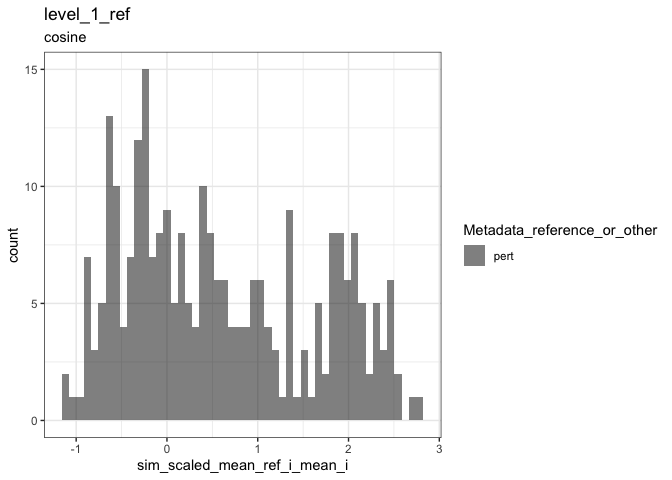 level_1_ref
cosine
15
10
5
0
count
-1
0
1
2
3
sim_scaled_mean_ref_i_mean_i
Metadata_reference_or_other
pert